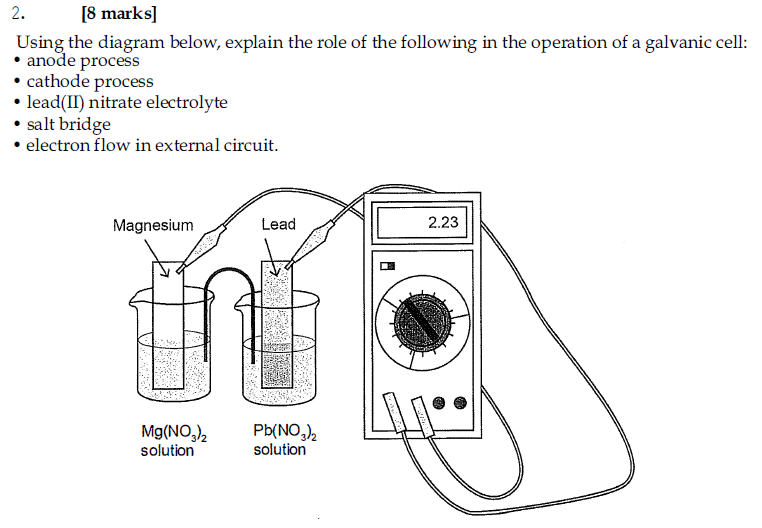 2. [8 marks]
Using the diagram below, explain the role of the following in the operation of a galvanic cell:
• anode process
• cathode process
• lead(II) nitrate electrolyte
• salt bridge
• electron flow in external circuit.
Magnesium
Lead
2.23
Mg(NO₃)₂
solution
Pb(NO₃)₂
solution